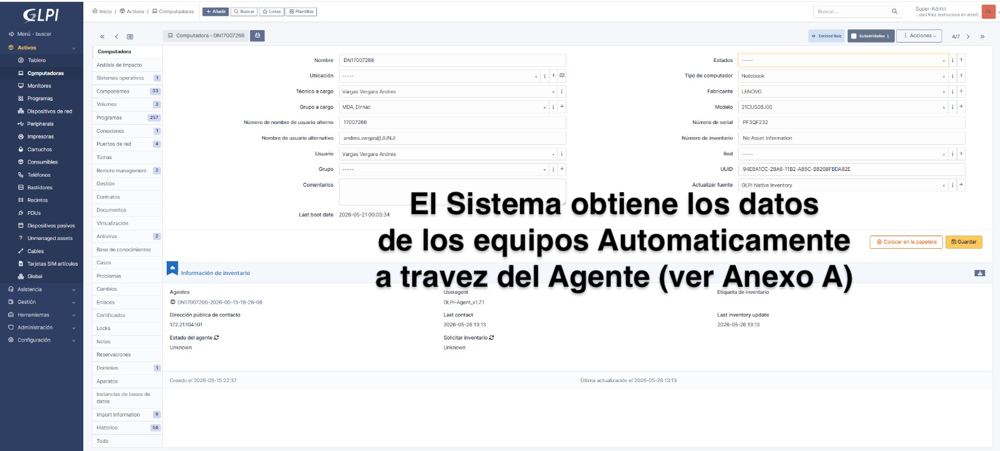 GLPI
Inicio / Activos / Computadoras
+ Añadir
Buscar
Listas
Plantillas
Buscar...
Super-Admin
...dad Raíz (estructura en árbol)
GL
Menú - buscar
Activos
Tablero
Computadoras
Monitores
Programas
Dispositivos de red
Peripherals
Impresoras
Cartuchos
Consumibles
Teléfonos
Bastidores
Recintos
PDUs
Dispositivos pasivos
Unmanaged assets
Cables
Tarjetas SIM artículos
Global
Asistencia
Gestión
Herramientas
Administración
Configuración
Computadora - DN17007266
Entidad Raíz
Subentidades
Acciones
4/7
Computadora
Análisis de impacto
Sistemas operativos 1
Componentes 33
Volumes 3
Programas 257
Conexiones 1
Puertos de red 4
Tomas
Remote management 2
Gestión
Contratos
Documentos
Virtualización
Antivirus 2
Base de conocimientos
Casos
Problemas
Cambios
Enlaces
Certificados
Locks
Notas
Reservaciones
Dominios 1
Aparatos
Instancias de bases de
datos
Import information 9
Historico 58
Todo
Nombre DN17007266
Ubicación -----
Técnico a cargo Vargas Vergara Andres
Grupo a cargo MDA_Dirnac
Número de nombre de usuario alterno 17007266
Nombre de usuario alternativo andres.vargas@JUNJI
Usuario Vargas Vergara Andres
Grupo -----
Comentarios
Last boot date 2026-05-21 00:05:34
Estados -----
Tipo de computador Notebook
Fabricante LENOVO
Modelo 21CUS08J00
Número de serial PF3QF232
Número de inventario No Asset Information
Red -----
UUID 94E8A1CC-28A6-11B2-A85C-B8208FBDA82E
Actualizar fuente GLPI Native Inventory
El Sistema obtiene los datos
de los equipos Automaticamente
a travez del Agente (ver Anexo A)
Colocar en la papelera
Guardar
Información de inventario
Agentes
DN17007266-2026-05-15-18-28-08
Useragent
GLPI-Agent_v1.7.1
Etiqueta de inventario
Dirección pública de contacto
172.21.104.101
Last contact
2026-05-26 13:13
Last inventory update
2026-05-26 13:13
Estado del agente
Unknown
Solicitar inventario
Unknown
Creado el 2026-05-15 22:37
Última actualización el 2026-05-26 13:13